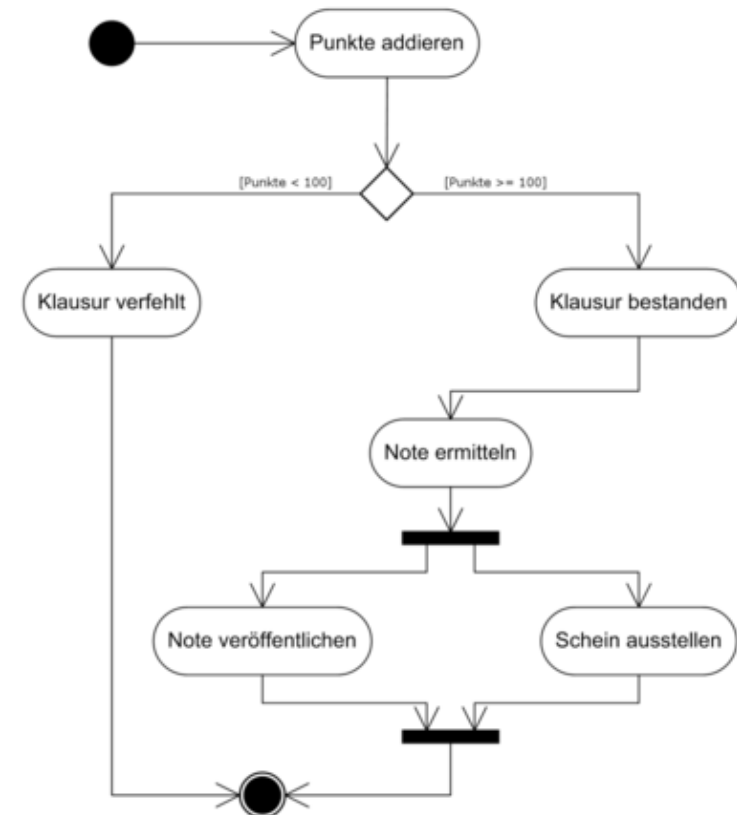 Punkte addieren
[Punkte < 100]
[Punkte >= 100]
Klausur verfehlt
Klausur bestanden
Note ermitteln
Note veröffentlichen
Schein ausstellen